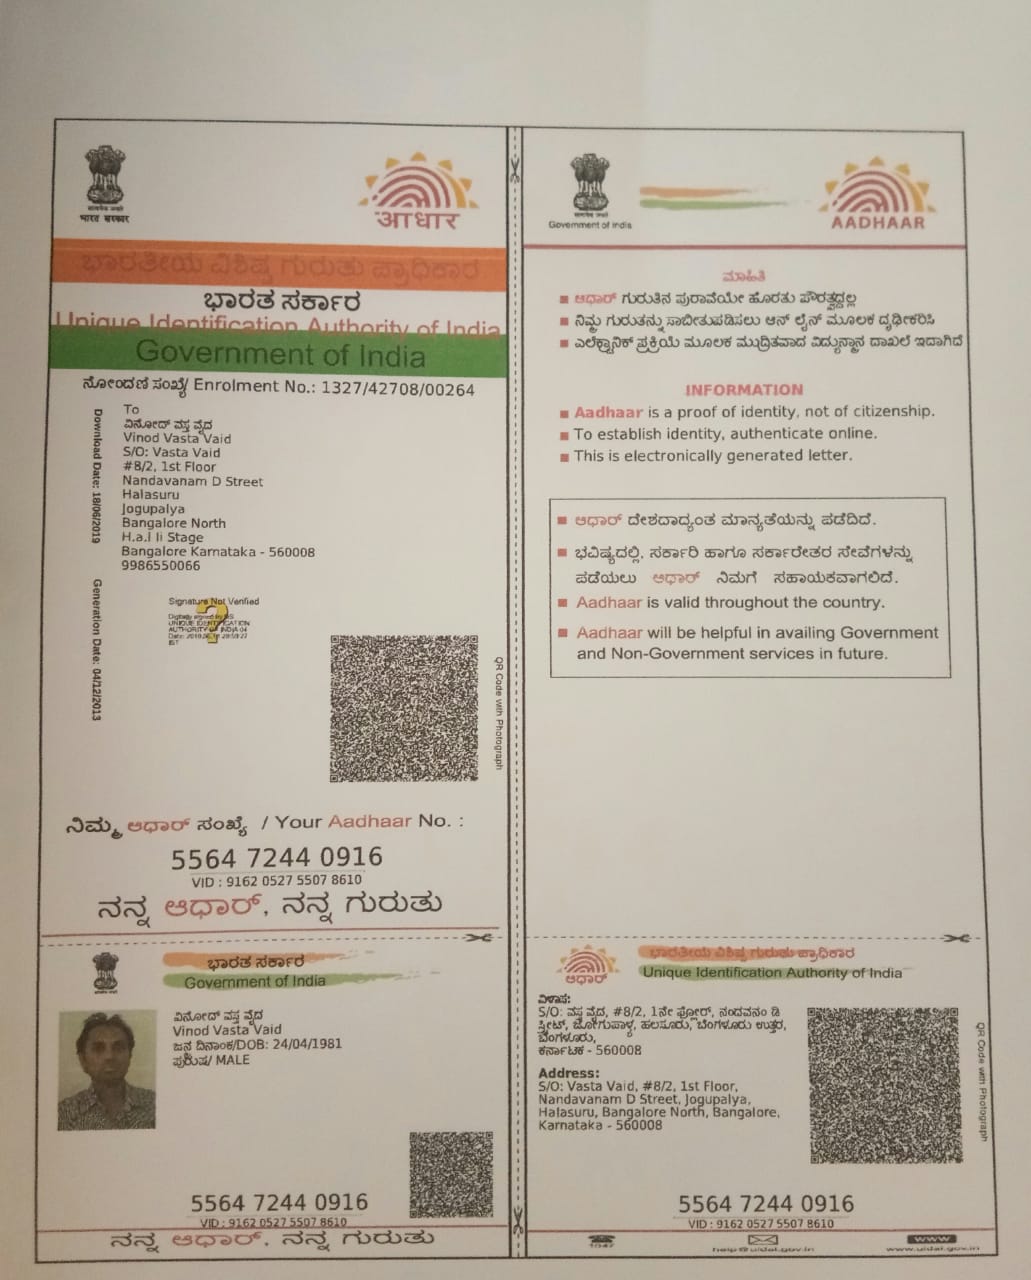 भारत सरकार
आधार
ಭಾರತೀಯ ವಿಶಿಷ್ಟ ಗುರುತು ಪ್ರಾಧಿಕಾರ
ಭಾರತ ಸರ್ಕಾರ
Unique Identification Authority of India
Government of India
ನೋಂದಣಿ ಸಂಖ್ಯೆ/ Enrolment No.: 1327/42708/00264
Download Date: 18/06/2019
Generation Date: 04/12/2013
To
ವಿನೋದ್ ವಸ್ತ ವೈದ
Vinod Vasta Vaid
S/O: Vasta Vaid
#8/2, 1st Floor
Nandavanam D Street
Halasuru
Jogupalya
Bangalore North
H.a.l Ii Stage
Bangalore Karnataka - 560008
9986550066
Signature Not Verified
Digitally signed by DS
UNIQUE IDENTIFICATION
AUTHORITY OF INDIA 04
IST
QR Code with Photograph
ನಿಮ್ಮ ಆಧಾರ್ ಸಂಖ್ಯೆ / Your Aadhaar No. :
5564 7244 0916
VID : 9162 0527 5507 8610
ನನ್ನ ಆಧಾರ್, ನನ್ನ ಗುರುತು
Government of India
AADHAAR
ಮಾಹಿತಿ
ಆಧಾರ್ ಗುರುತಿನ ಪುರಾವೆಯೇ ಹೊರತು ಪೌರತ್ವದ್ದಲ್ಲ
ನಿಮ್ಮ ಗುರುತನ್ನು ಸಾಬೀತುಪಡಿಸಲು ಆನ್ ಲೈನ್ ಮೂಲಕ ದೃಢೀಕರಿಸಿ
ಎಲೆಕ್ಟ್ರಾನಿಕ್ ಪ್ರಕ್ರಿಯೆ ಮೂಲಕ ಮುದ್ರಿತವಾದ ವಿದ್ಯುನ್ಮಾನ ದಾಖಲೆ ಇದಾಗಿದೆ
INFORMATION
Aadhaar is a proof of identity, not of citizenship.
To establish identity, authenticate online.
This is electronically generated letter.
ಆಧಾರ್ ದೇಶದಾದ್ಯಂತ ಮಾನ್ಯತೆಯನ್ನು ಪಡೆದಿದೆ.
ಭವಿಷ್ಯದಲ್ಲಿ, ಸರ್ಕಾರಿ ಹಾಗೂ ಸರ್ಕಾರೇತರ ಸೇವೆಗಳನ್ನು
ಪಡೆಯಲು ಆಧಾರ್ ನಿಮಗೆ ಸಹಾಯಕವಾಗಲಿದೆ.
Aadhaar is valid throughout the country.
Aadhaar will be helpful in availing Government
and Non-Government services in future.
ಭಾರತ ಸರ್ಕಾರ
Government of India
ವಿನೋದ್ ವಸ್ತ ವೈದ
Vinod Vasta Vaid
ಜನ್ಮ ದಿನಾಂಕ/DOB: 24/04/1981
ಪುರುಷ/ MALE
5564 7244 0916
VID : 9162 0527 5507 8610
ನನ್ನ ಆಧಾರ್, ನನ್ನ ಗುರುತು
ಆಧಾರ್
ಭಾರತೀಯ ವಿಶಿಷ್ಟ ಗುರುತು ಪ್ರಾಧಿಕಾರ
Unique Identification Authority of India
ವಿಳಾಸ:
S/O: ವಸ್ತ ವೈದ, #8/2, 1ನೇ ಫ್ಲೋರ್, ನಂದವನಂ ಡಿ
ಸ್ಟ್ರೀಟ್, ಜೋಗುಪಾಳ್ಯ, ಹಲಸೂರು, ಬೆಂಗಳೂರು ಉತ್ತರ,
ಬೆಂಗಳೂರು,
ಕರ್ನಾಟಕ - 560008
Address:
S/O: Vasta Vaid, #8/2, 1st Floor,
Nandavanam D Street, Jogupalya,
Halasuru, Bangalore North, Bangalore,
Karnataka - 560008
QR Code with Photograph
5564 7244 0916
VID : 9162 0527 5507 8610
1947
help@uidai.gov.in
WWW
www.uidai.gov.in